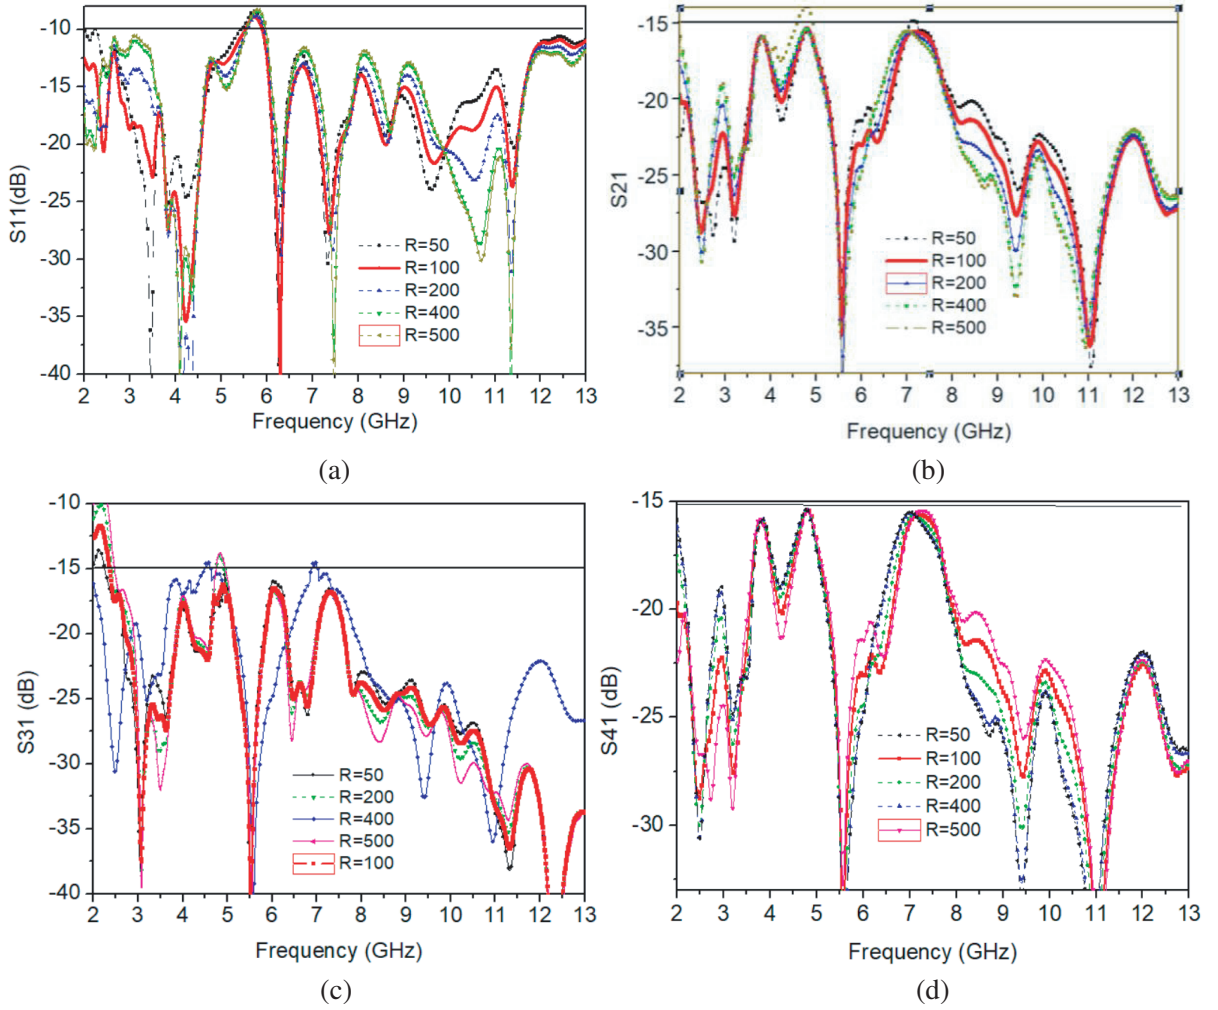 -10
-15
-20
-25
-30
-35
-40
S11(dB)
R=50
R=100
R=200
R=400
R=500
2 3 4 5 6 7 8 9 10 11 12 13
Frequency (GHz)
(a)
-15
-20
-25
-30
-35
S21
R=50
R=100
R=200
R=400
R=500
2 3 4 5 6 7 8 9 10 11 12 13
Frequency (GHz)
(b)
-10
-15
-20
-25
-30
-35
-40
S31 (dB)
R=50
R=200
R=400
R=500
R=100
2 3 4 5 6 7 8 9 10 11 12 13
Frequency (GHz)
(c)
-15
-20
-25
-30
S41 (dB)
R=50
R=100
R=200
R=400
R=500
2 3 4 5 6 7 8 9 10 11 12 13
Frequency (GHz)
(d)